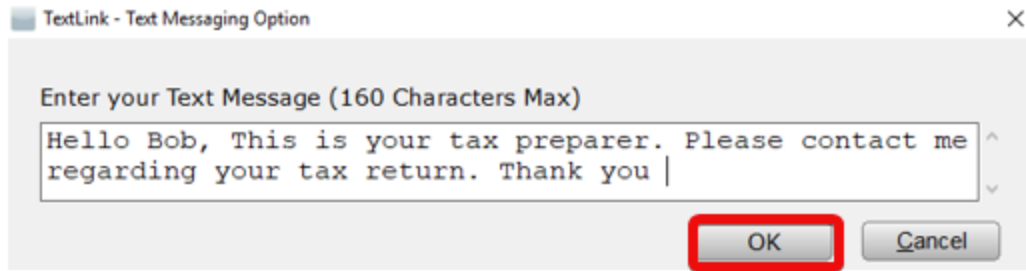 TextLink - Text Messaging Option
Enter your Text Message (160 Characters Max)
Hello Bob, This is your tax preparer. Please contact me
regarding your tax return. Thank you
OK Cancel